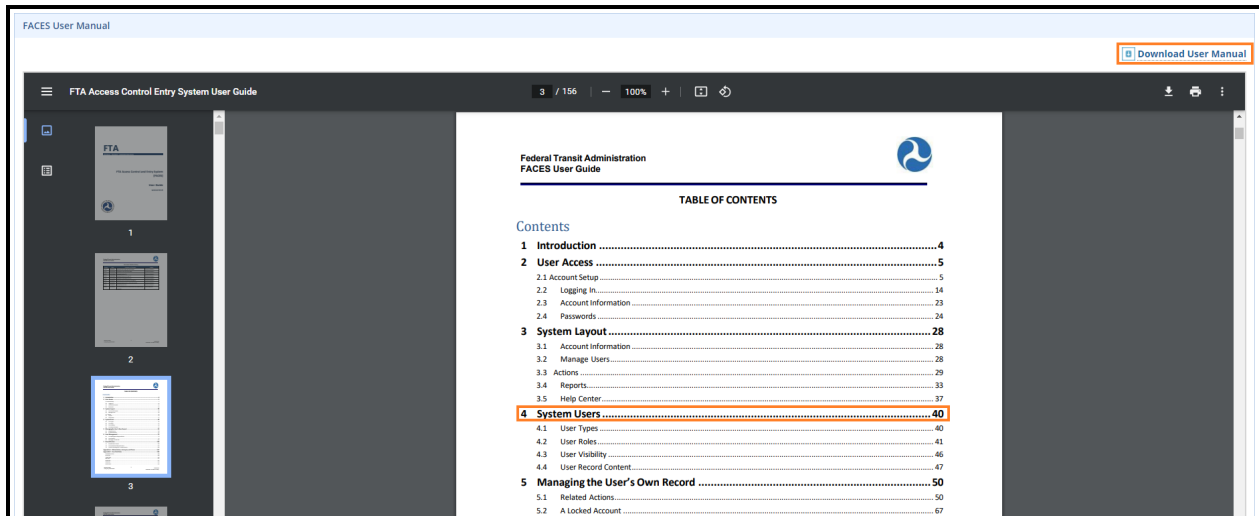 FACES User Manual
Download User Manual
FTA Access Control Entry System User Guide
3 / 156
100%
FTA
1
2
3
Federal Transit Administration
FACES User Guide
TABLE OF CONTENTS
Contents
1 Introduction ........ 4
2 User Access ........ 5
2.1 Account Setup ........ 5
2.2 Logging In ........ 14
2.3 Account Information ........ 23
2.4 Passwords ........ 24
3 System Layout ........ 28
3.1 Account Information ........ 28
3.2 Manage Users ........ 28
3.3 Actions ........ 29
3.4 Reports ........ 33
3.5 Help Center ........ 37
4 System Users ........ 40
4.1 User Types ........ 40
4.2 User Roles ........ 41
4.3 User Visibility ........ 46
4.4 User Record Content ........ 47
5 Managing the User's Own Record ........ 50
5.1 Related Actions ........ 50
5.2 A Locked Account ........ 67